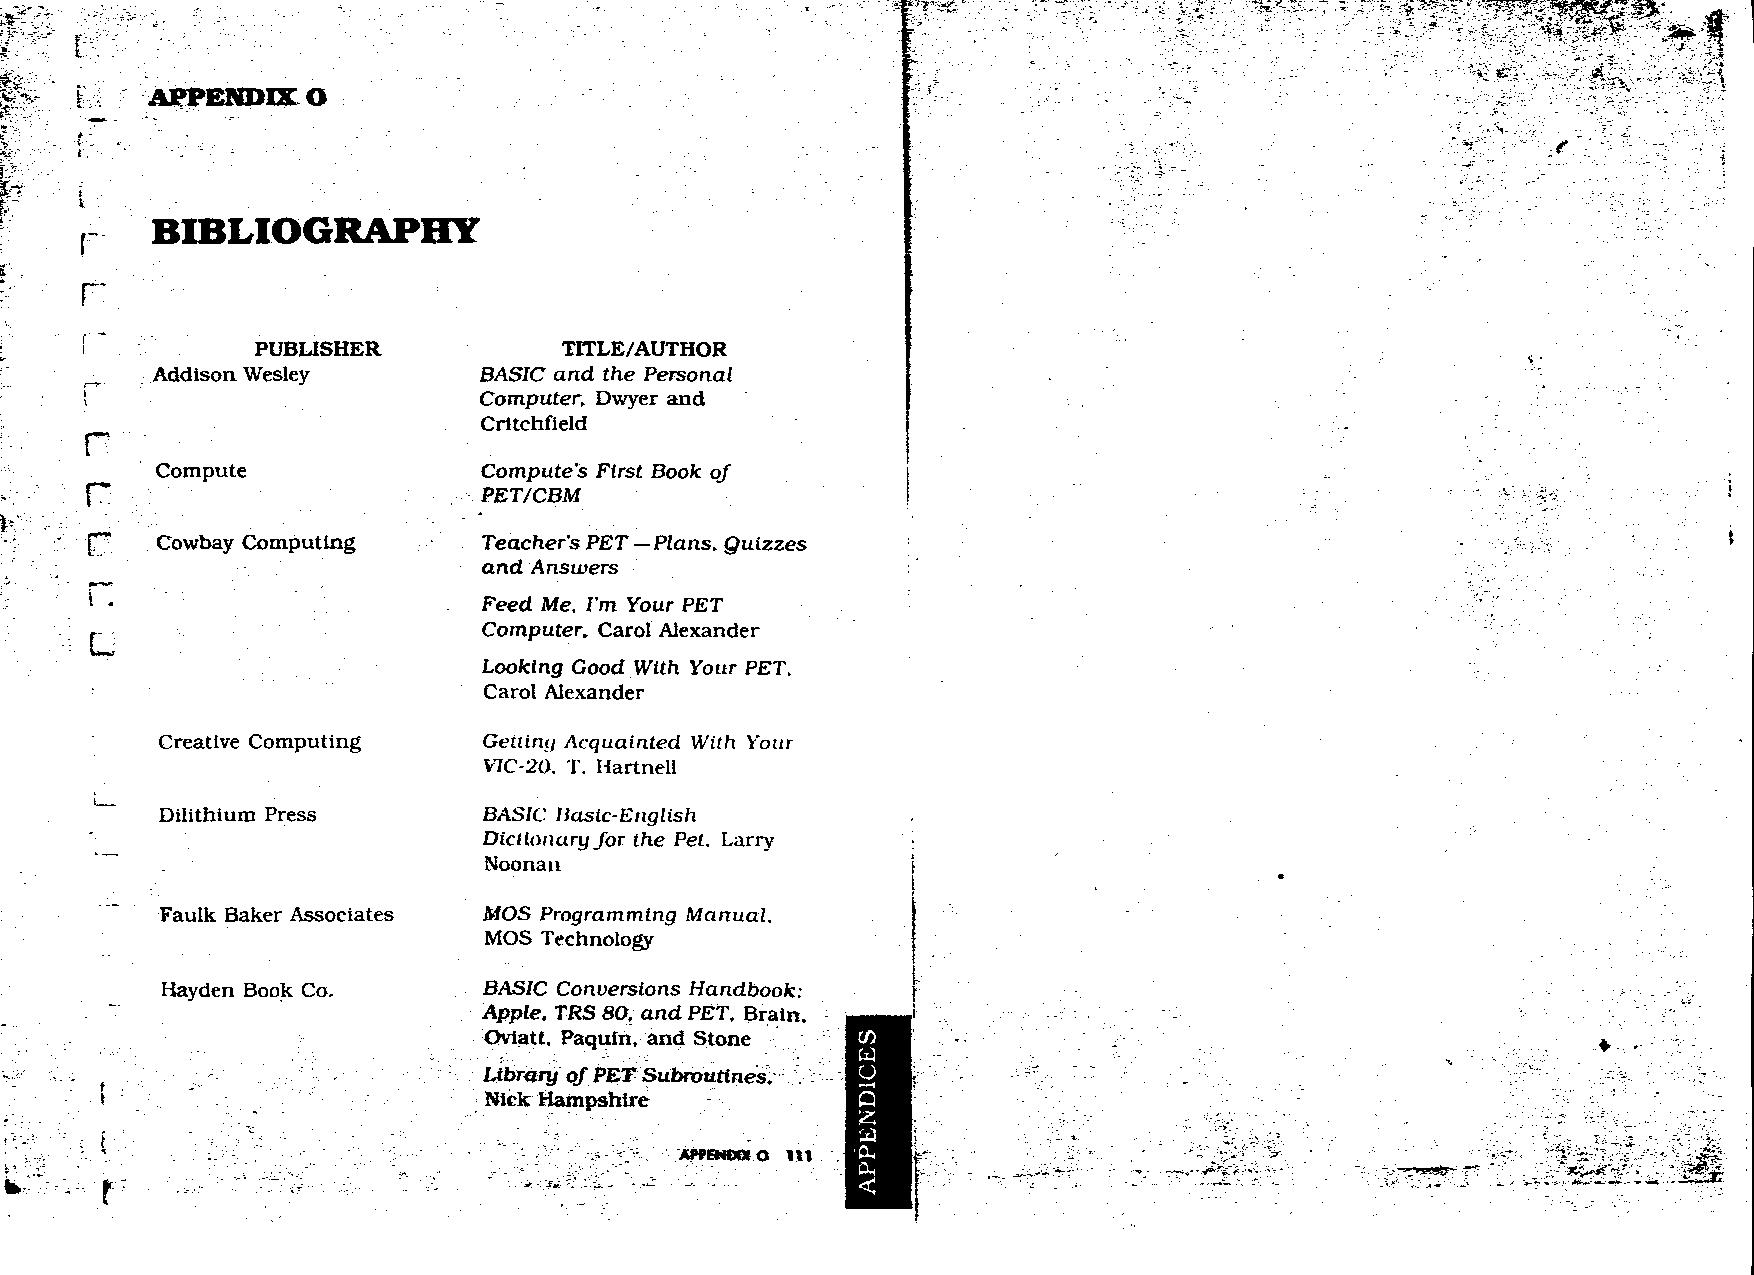 APPENDIX O
BIBLIOGRAPHY
PUBLISHER TITLE/AUTHOR
Addison Wesley BASIC and the Personal
Computer, Dwyer and
Critchfield
Compute Compute's First Book of
PET/CBM
Cowbay Computing Teacher's PET—Plans, Quizzes
and Answers
Feed Me, I'm Your PET
Computer, Carol Alexander
Looking Good With Your PET,
Carol Alexander
Creative Computing Getting Acquainted With Your
VIC-20, T. Hartnell
Dilithium Press BASIC Basic-English
Dictionary for the Pet, Larry
Noonan
Faulk Baker Associates MOS Programming Manual,
MOS Technology
Hayden Book Co. BASIC Conversions Handbook:
Apple, TRS 80, and PET, Brain,
Oviatt, Paquin, and Stone
Library of PET Subroutines,
Nick Hampshire
APPENDIX O 111
APPENDICES